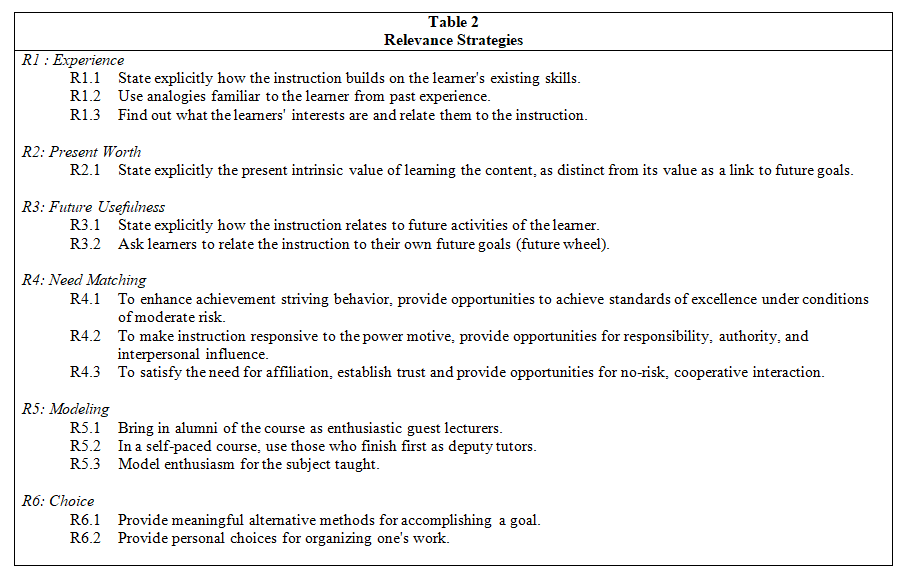 Table 2
Relevance Strategies
R1 : Experience
R1.1 State explicitly how the instruction builds on the learner's existing skills.
R1.2 Use analogies familiar to the learner from past experience.
R1.3 Find out what the learners' interests are and relate them to the instruction.
R2: Present Worth
R2.1 State explicitly the present intrinsic value of learning the content, as distinct from its value as a link to future goals.
R3: Future Usefulness
R3.1 State explicitly how the instruction relates to future activities of the learner.
R3.2 Ask learners to relate the instruction to their own future goals (future wheel).
R4: Need Matching
R4.1 To enhance achievement striving behavior, provide opportunities to achieve standards of excellence under conditions
of moderate risk.
R4.2 To make instruction responsive to the power motive, provide opportunities for responsibility, authority, and
interpersonal influence.
R4.3 To satisfy the need for affiliation, establish trust and provide opportunities for no-risk, cooperative interaction.
R5: Modeling
R5.1 Bring in alumni of the course as enthusiastic guest lecturers.
R5.2 In a self-paced course, use those who finish first as deputy tutors.
R5.3 Model enthusiasm for the subject taught.
R6: Choice
R6.1 Provide meaningful alternative methods for accomplishing a goal.
R6.2 Provide personal choices for organizing one's work.